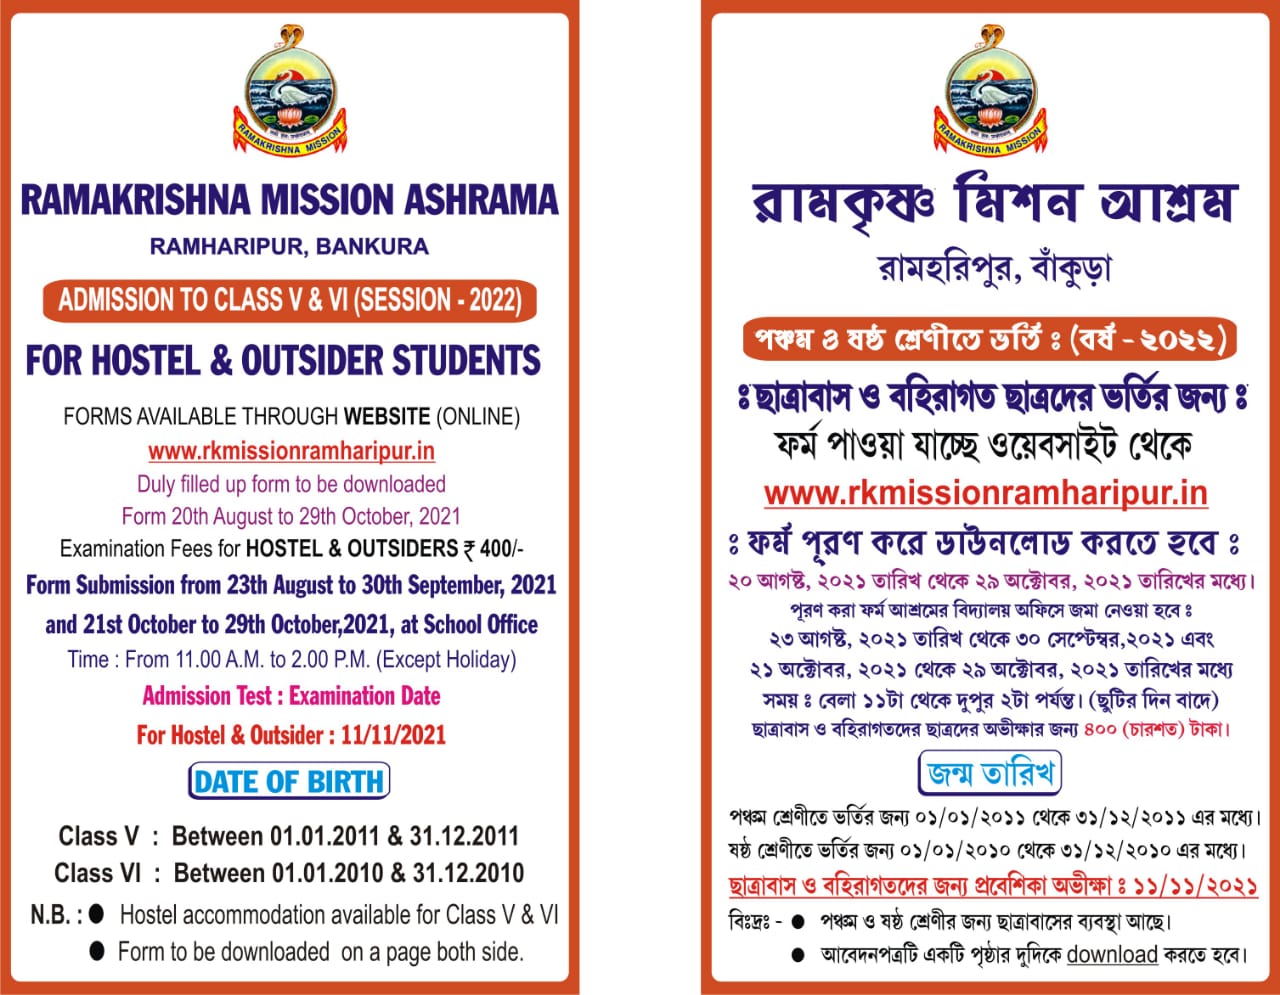 RAMAKRISHNA MISSION
RAMAKRISHNA MISSION ASHRAMA
RAMHARIPUR, BANKURA
ADMISSION TO CLASS V & VI (SESSION - 2022)
FOR HOSTEL & OUTSIDER STUDENTS
FORMS AVAILABLE THROUGH WEBSITE (ONLINE)
www.rkmissionramharipur.in
Duly filled up form to be downloaded
Form 20th August to 29th October, 2021
Examination Fees for HOSTEL & OUTSIDERS ₹ 400/-
Form Submission from 23th August to 30th September, 2021
and 21st October to 29th October,2021, at School Office
Time : From 11.00 A.M. to 2.00 P.M. (Except Holiday)
Admission Test : Examination Date
For Hostel & Outsider : 11/11/2021
DATE OF BIRTH
Class V : Between 01.01.2011 & 31.12.2011
Class VI : Between 01.01.2010 & 31.12.2010
N.B. : ● Hostel accommodation available for Class V & VI
● Form to be downloaded on a page both side.
RAMAKRISHNA MISSION
রামকৃষ্ণ মিশন আশ্রম
রামহরিপুর, বাঁকুড়া
পঞ্চম ও ষষ্ঠ শ্রেণীতে ভর্তি ঃ (বর্ষ - ২০২২)
ঃ ছাত্রাবাস ও বহিরাগত ছাত্রদের ভর্তির জন্য ঃ
ফর্ম পাওয়া যাচ্ছে ওয়েবসাইট থেকে
www.rkmissionramharipur.in
ঃ ফর্ম পূরণ করে ডাউনলোড করতে হবে ঃ
২০ আগষ্ট, ২০২১ তারিখ থেকে ২৯ অক্টোবর, ২০২১ তারিখের মধ্যে।
পূরণ করা ফর্ম আশ্রমের বিদ্যালয় অফিসে জমা নেওয়া হবে ঃ
২৩ আগষ্ট, ২০২১ তারিখ থেকে ৩০ সেপ্টেম্বর,২০২১ এবং
২১ অক্টোবর, ২০২১ থেকে ২৯ অক্টোবর, ২০২১ তারিখের মধ্যে
সময় ঃ বেলা ১১টা থেকে দুপুর ২টা পর্যন্ত। (ছুটির দিন বাদে)
ছাত্রাবাস ও বহিরাগতদের ছাত্রদের অভীক্ষার জন্য ৪০০ (চারশত) টাকা।
জন্ম তারিখ
পঞ্চম শ্রেণীতে ভর্তির জন্য ০১/০১/২০১১ থেকে ৩১/১২/২০১১ এর মধ্যে।
ষষ্ঠ শ্রেণীতে ভর্তির জন্য ০১/০১/২০১০ থেকে ৩১/১২/২০১০ এর মধ্যে।
ছাত্রাবাস ও বহিরাগতদের জন্য প্রবেশিকা অভীক্ষা ঃ ১১/১১/২০২১
বিঃদ্রঃ - ● পঞ্চম ও ষষ্ঠ শ্রেণীর জন্য ছাত্রাবাসের ব্যবস্থা আছে।
● আবেদনপত্রটি একটি পৃষ্ঠার দুদিকে download করতে হবে।